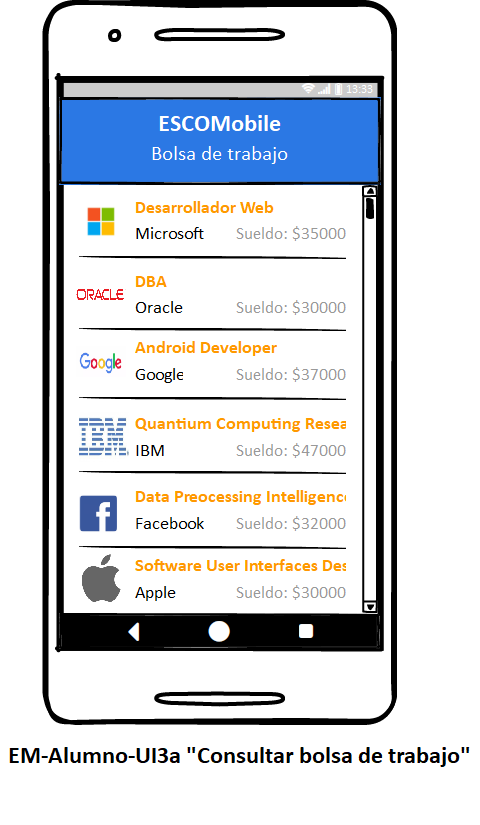 13:33
ESCOMobile
Bolsa de trabajo
Desarrollador Web
Microsoft Sueldo: $35000
DBA
ORACLE
Oracle Sueldo: $30000
Android Developer
Google
Google Sueldo: $37000
Quantium Computing Resea
IBM
IBM Sueldo: $47000
Data Preocessing Intelligence
f
Facebook Sueldo: $32000
Software User Interfaces Des
Apple Sueldo: $30000
EM-Alumno-UI3a "Consultar bolsa de trabajo"